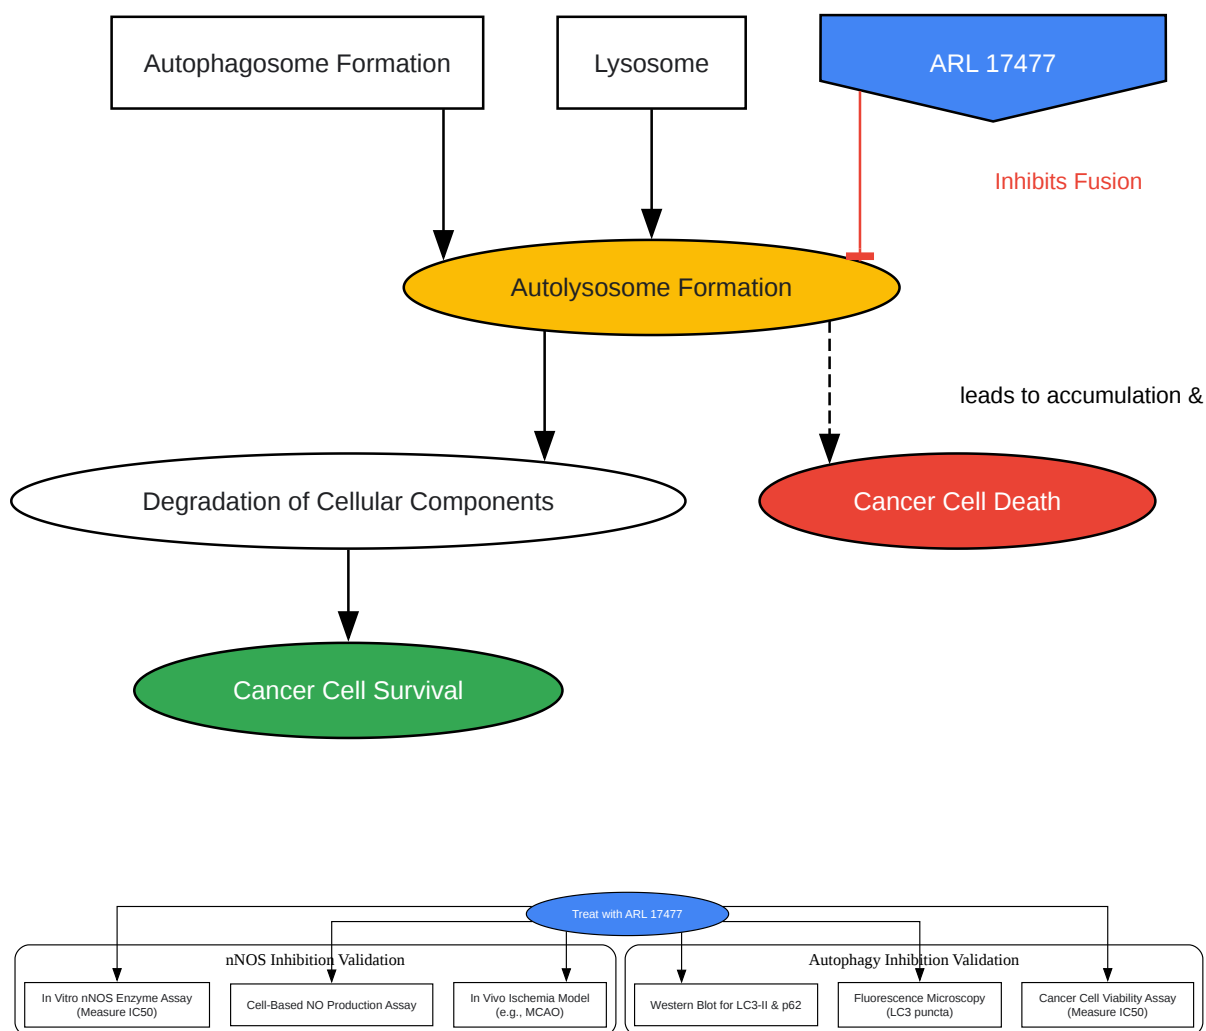 Autophagosome Formation
Lysosome
ARL 17477
Inhibits Fusion
Autolysosome Formation
leads to accumulation &
Degradation of Cellular Components
Cancer Cell Death
Cancer Cell Survival
Treat with ARL 17477
nNOS Inhibition Validation
Autophagy Inhibition Validation
In Vitro nNOS Enzyme Assay
(Measure IC50)
Cell-Based NO Production Assay
In Vivo Ischemia Model
(e.g., MCAO)
Western Blot for LC3-II & p62
Fluorescence Microscopy
(LC3 puncta)
Cancer Cell Viability Assay
(Measure IC50)